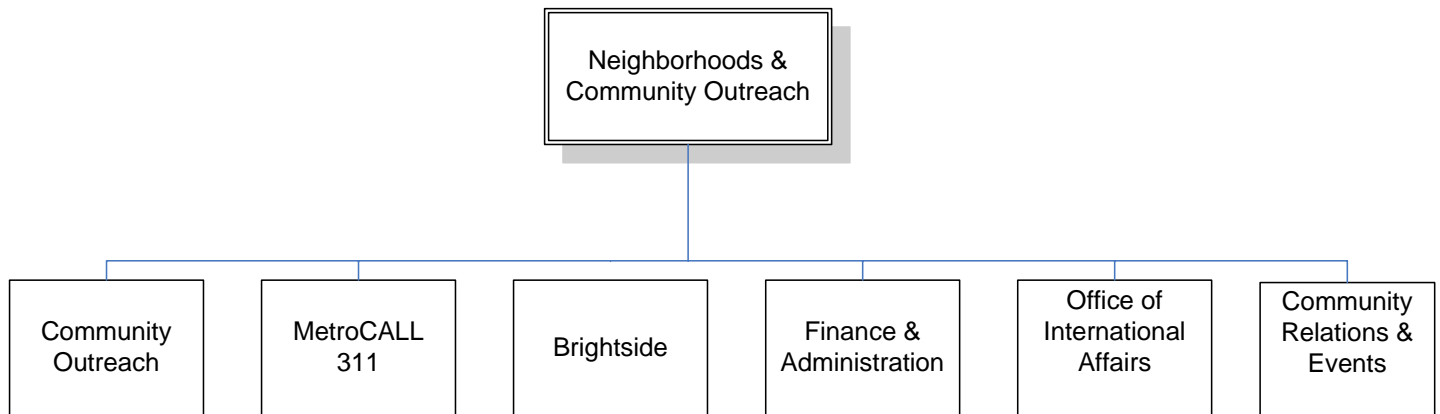 Neighborhoods &
Community Outreach
Community
Outreach
MetroCALL
311
Brightside
Finance &
Administration
Office of
International
Affairs
Community
Relations &
Events